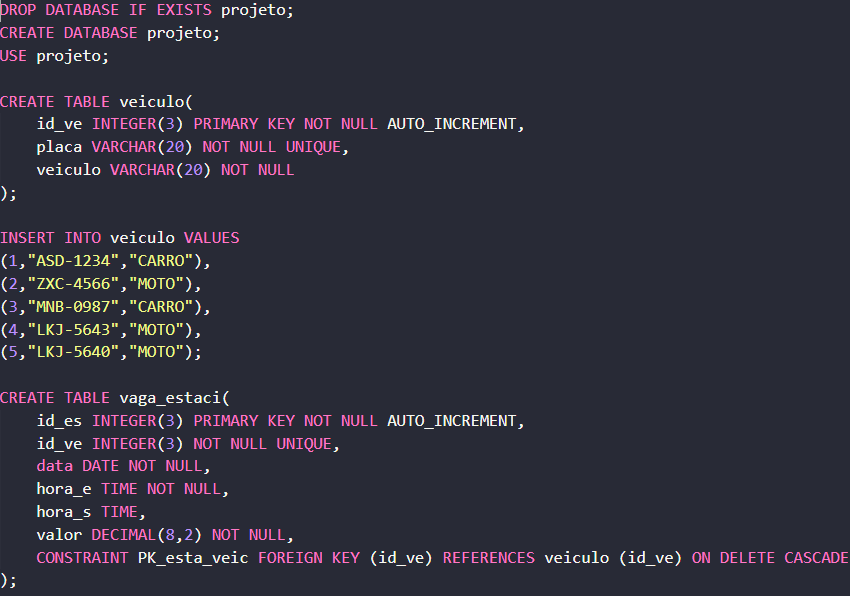 DROP DATABASE IF EXISTS projeto;
CREATE DATABASE projeto;
USE projeto;
CREATE TABLE veiculo(
    id_ve INTEGER(3) PRIMARY KEY NOT NULL AUTO_INCREMENT,
    placa VARCHAR(20) NOT NULL UNIQUE,
    veiculo VARCHAR(20) NOT NULL
);
INSERT INTO veiculo VALUES
(1,"ASD-1234","CARRO"),
(2,"ZXC-4566","MOTO"),
(3,"MNB-0987","CARRO"),
(4,"LKJ-5643","MOTO"),
(5,"LKJ-5640","MOTO");
CREATE TABLE vaga_estaci(
    id_es INTEGER(3) PRIMARY KEY NOT NULL AUTO_INCREMENT,
    id_ve INTEGER(3) NOT NULL UNIQUE,
    data DATE NOT NULL,
    hora_e TIME NOT NULL,
    hora_s TIME,
    valor DECIMAL(8,2) NOT NULL,
    CONSTRAINT PK_esta_veic FOREIGN KEY (id_ve) REFERENCES veiculo (id_ve) ON DELETE CASCADE
);